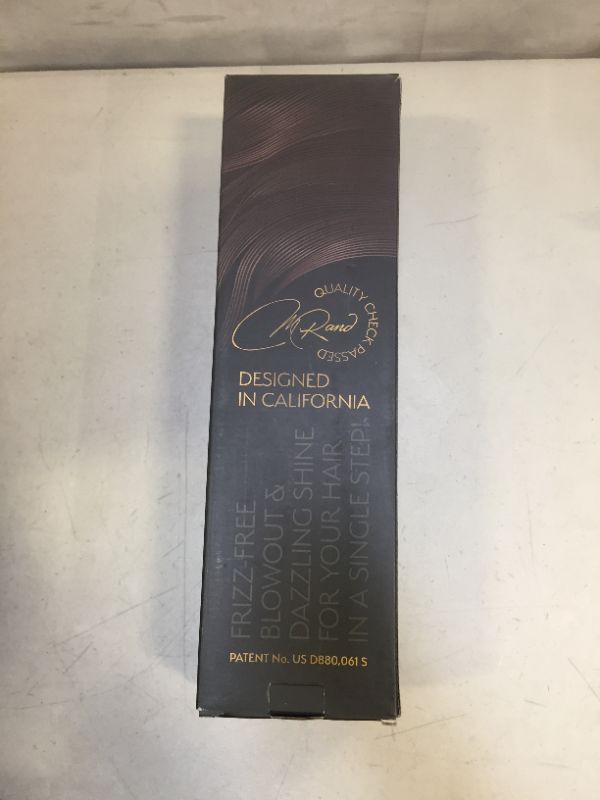 QUALITY CHECK PASSED
M Rand
DESIGNED
IN CALIFORNIA
FRIZZ-FREE
BLOWOUT &
DAZZLING SHINE
FOR YOUR HAIR,
IN A SINGLE STEP!
PATENT No. US D880,061 S